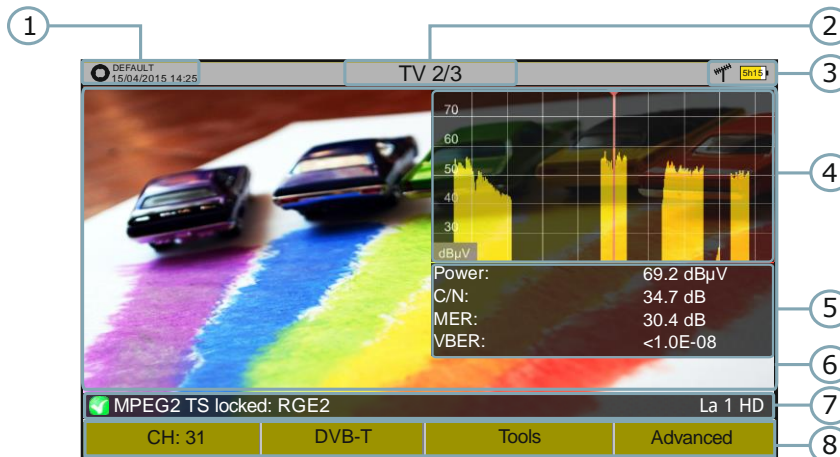 1
2
DEFAULT
15/04/2015 14:25
TV 2/3
5h15
3
70
60
50
40
30
dBµV
4
Power: 69.2 dBµV
C/N: 34.7 dB
MER: 30.4 dB
VBER: <1.0E-08
5
6
MPEG2 TS locked: RGE2 La 1 HD
7
CH: 31 DVB-T Tools Advanced
8